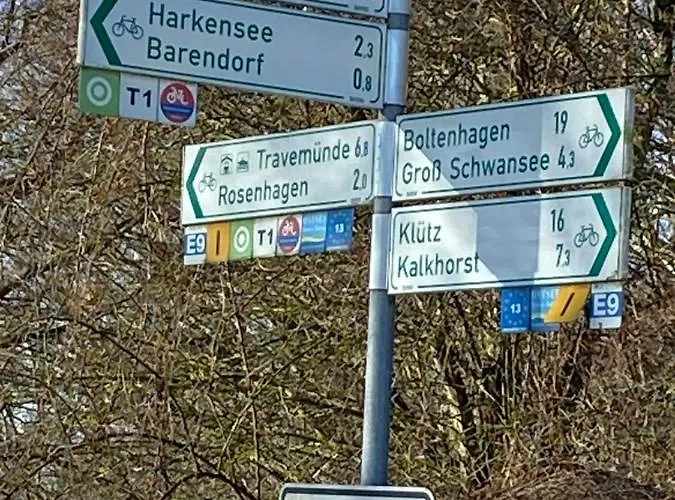 Harkensee 2,3
Barendorf 0,8
T1
Travemünde 6,8
Rosenhagen 2,0
E9 T1 13
Boltenhagen 19
Groß Schwansee 4,3
Klütz 16
Kalkhorst 7,3
13 E9